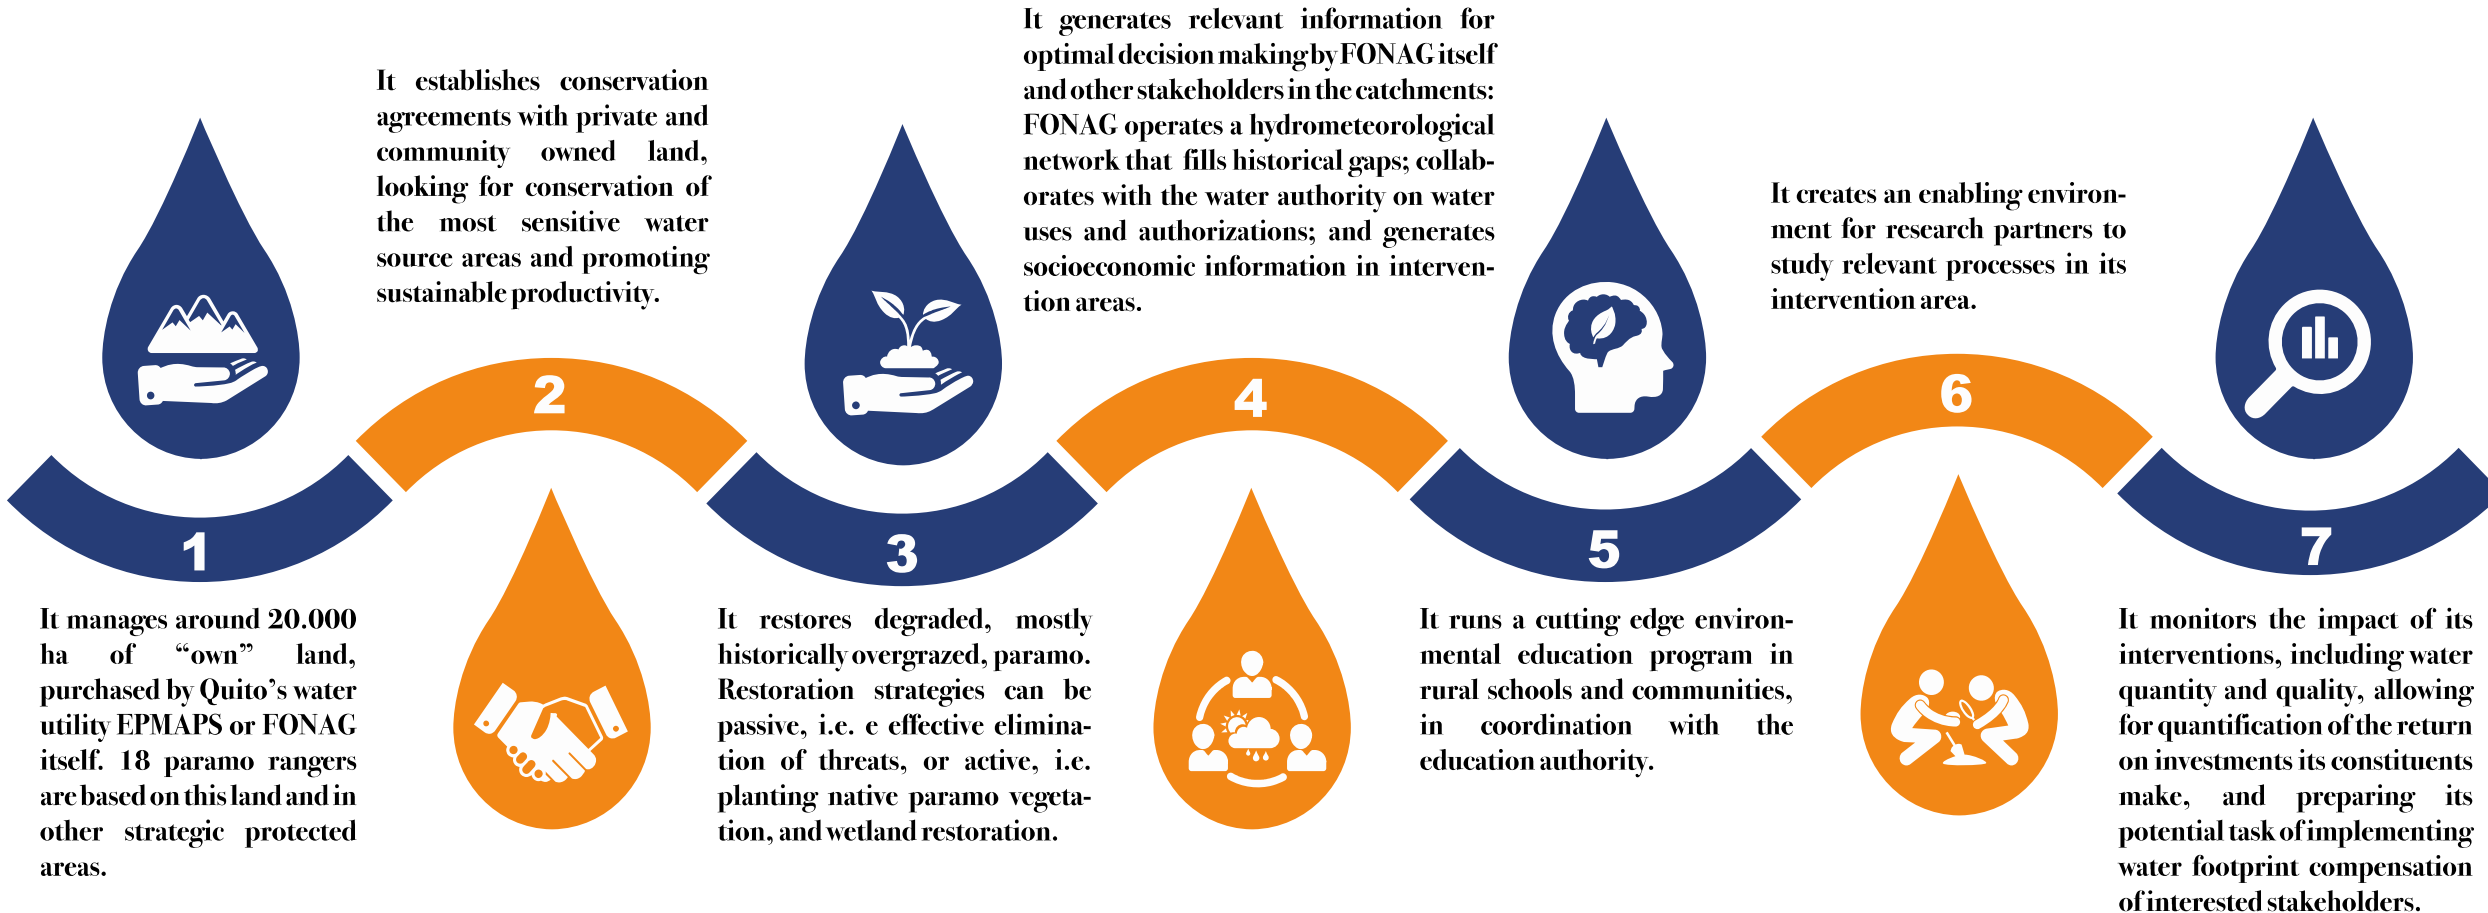 1
It manages around 20.000
ha of “own” land,
purchased by Quito’s water
utility EPMAPS or FONAG
itself. 18 paramo rangers
are based on this land and in
other strategic protected
areas.
It establishes conservation
agreements with private and
community owned land,
looking for conservation of
the most sensitive water
source areas and promoting
sustainable productivity.
2
3
It restores degraded, mostly
historically overgrazed, paramo.
Restoration strategies can be
passive, i.e. e effective elimina-
tion of threats, or active, i.e.
planting native paramo vegeta-
tion, and wetland restoration.
It generates relevant information for
optimal decision making by FONAG itself
and other stakeholders in the catchments:
FONAG operates a hydrometeorological
network that fills historical gaps; collab-
orates with the water authority on water
uses and authorizations; and generates
socioeconomic information in interven-
tion areas.
4
5
It runs a cutting edge environ-
mental education program in
rural schools and communities,
in coordination with the
education authority.
It creates an enabling environ-
ment for research partners to
study relevant processes in its
intervention area.
6
7
It monitors the impact of its
interventions, including water
quantity and quality, allowing
for quantification of the return
on investments its constituents
make, and preparing its
potential task of implementing
water footprint compensation
of interested stakeholders.